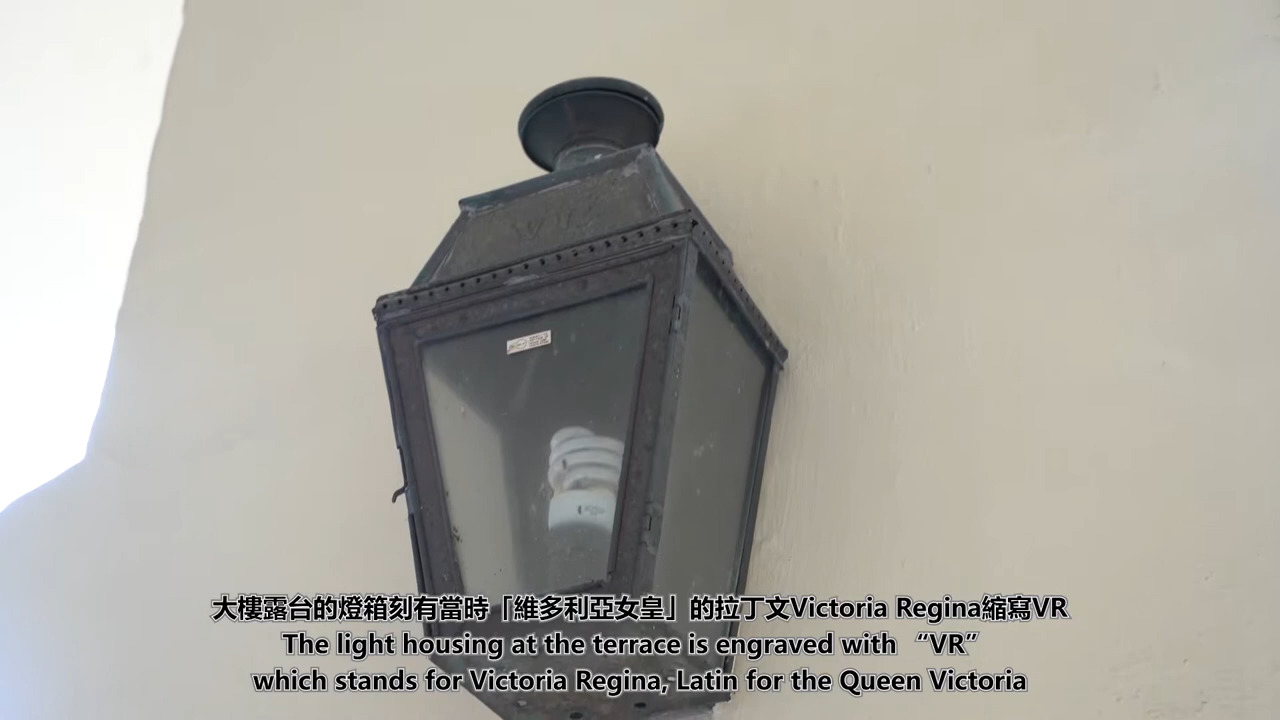 大樓露台的燈箱刻有當時「維多利亞女皇」的拉丁文Victoria Regina縮寫VR
The light housing at the terrace is engraved with “VR”
which stands for Victoria Regina, Latin for the Queen Victoria